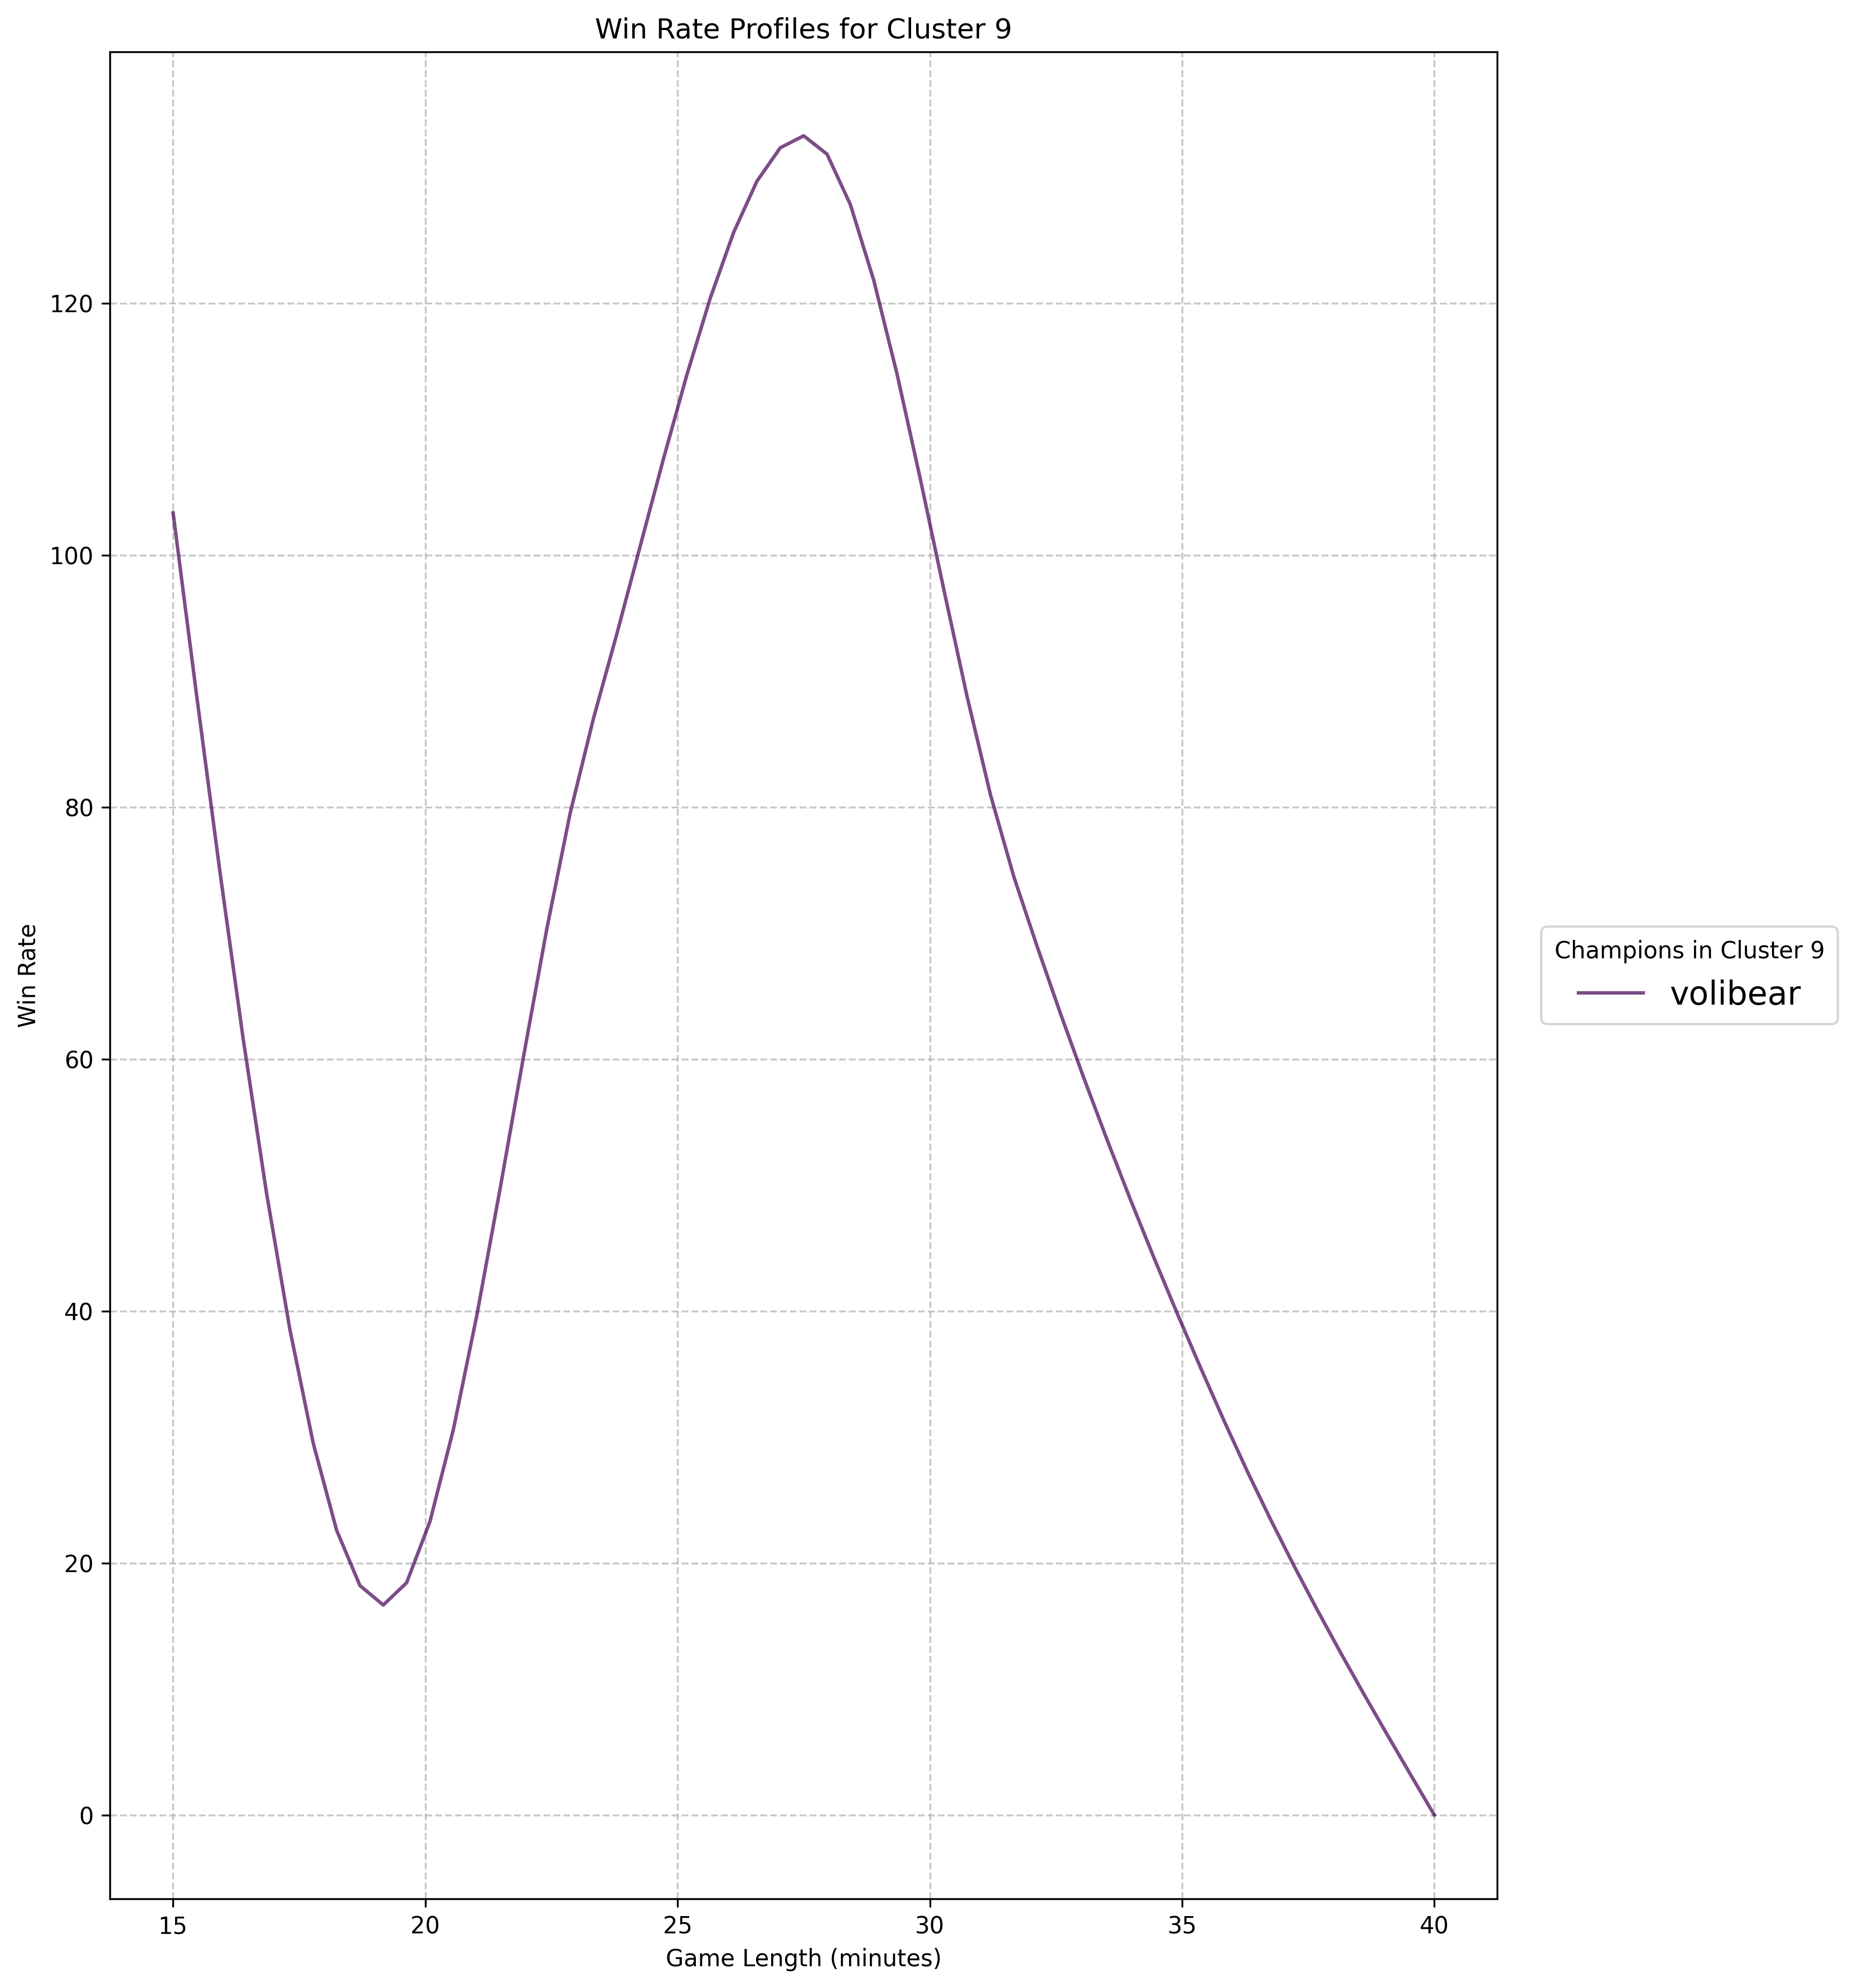 Win Rate Profiles for Cluster 9
120
100
80
60
40
20
0
Win Rate
15 20 25 30 35 40
Game Length (minutes)
Champions in Cluster 9
volibear